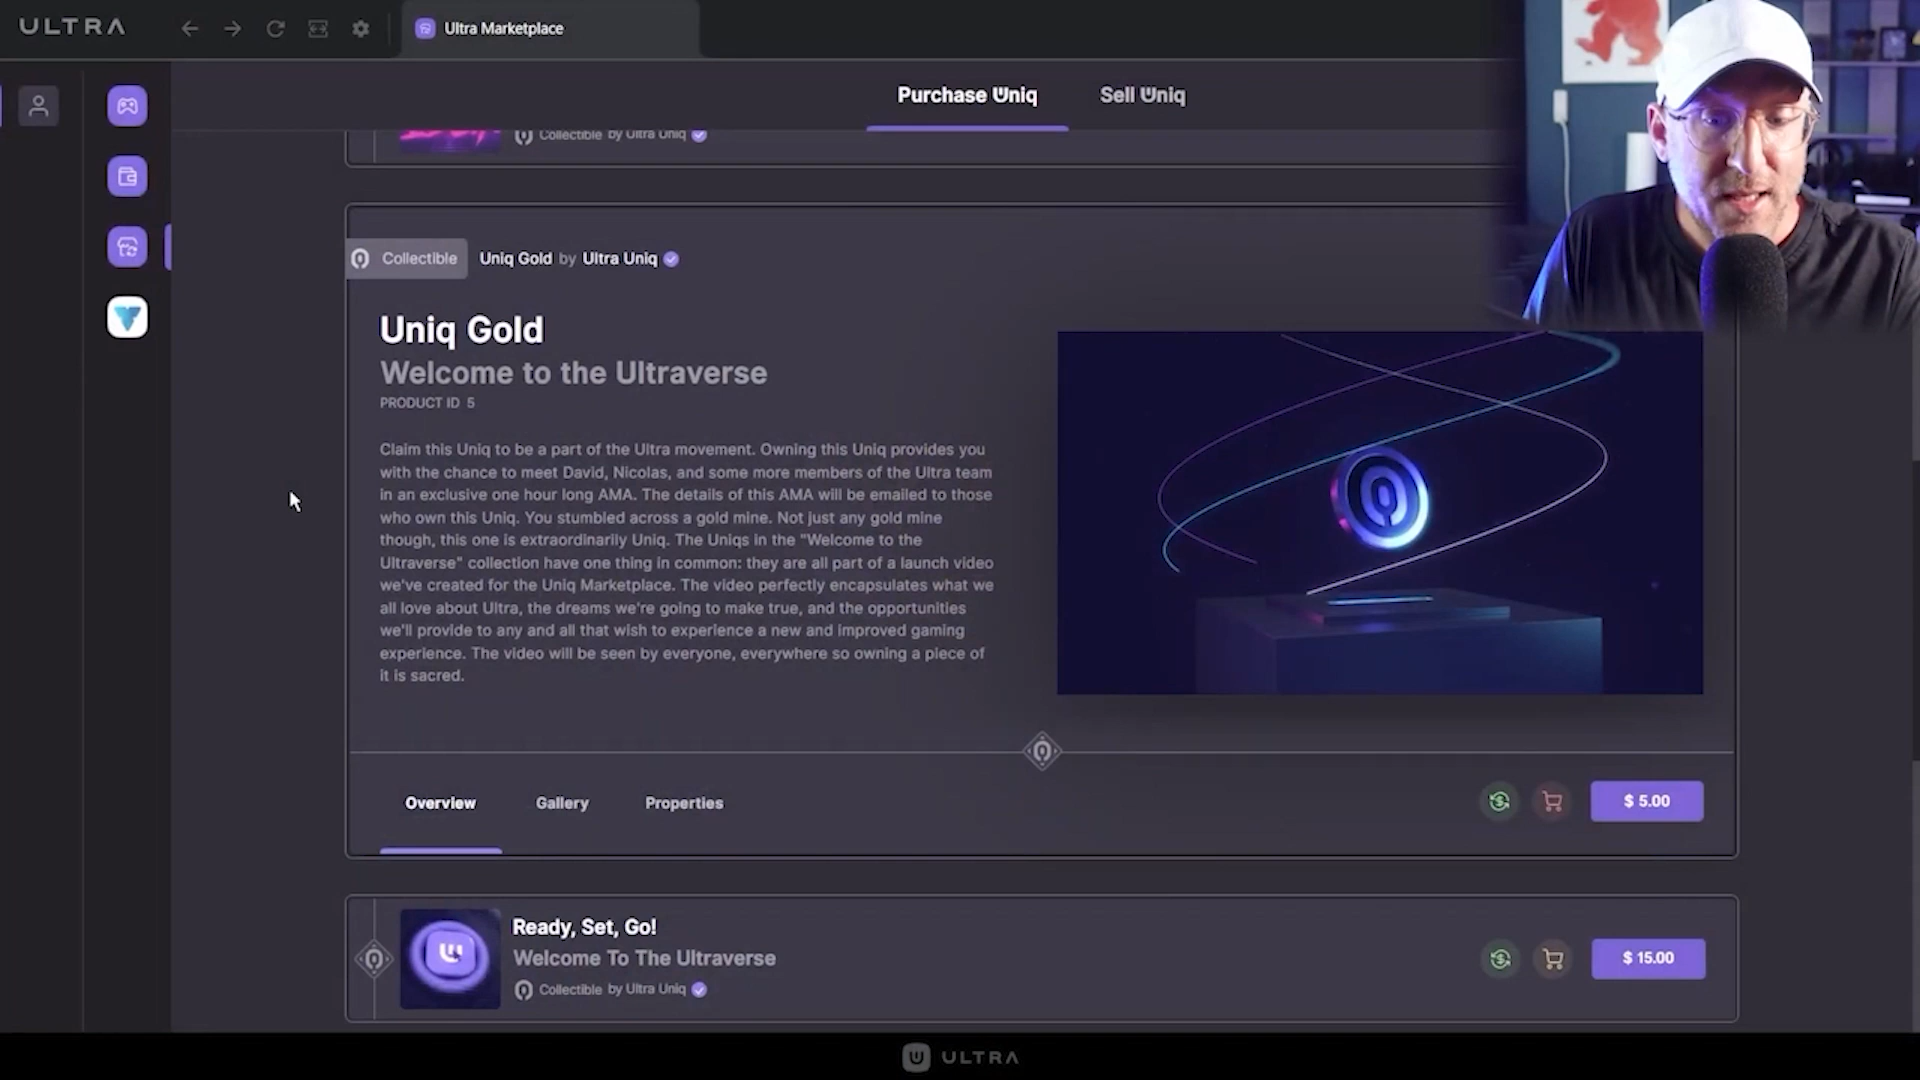 ULTRA
Ultra Marketplace
Purchase Uniq
Sell Uniq
Collectible by Ultra Uniq
Collectible
Uniq Gold by Ultra Uniq
Uniq Gold
Welcome to the Ultraverse
PRODUCT ID 5
Claim this Uniq to be a part of the Ultra movement. Owning this Uniq provides you
with the chance to meet David, Nicolas, and some more members of the Ultra team
in an exclusive one hour long AMA. The details of this AMA will be emailed to those
who own this Uniq. You stumbled across a gold mine. Not just any gold mine
though, this one is extraordinarily Uniq. The Uniqs in the "Welcome to the
Ultraverse" collection have one thing in common: they are all part of a launch video
we've created for the Uniq Marketplace. The video perfectly encapsulates what we
all love about Ultra, the dreams we're going to make true, and the opportunities
we'll provide to any and all that wish to experience a new and improved gaming
experience. The video will be seen by everyone, everywhere so owning a piece of
it is sacred.
Overview
Gallery
Properties
$ 5.00
Ready, Set, Go!
Welcome To The Ultraverse
Collectible by Ultra Uniq
$ 15.00
ULTRA